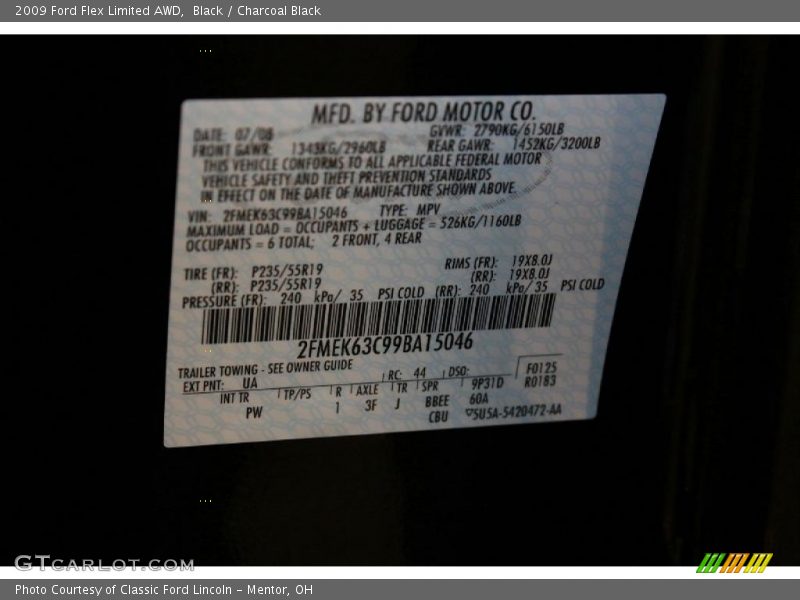 2009 Ford Flex Limited AWD,  Black / Charcoal Black
MFD. BY FORD MOTOR CO.
DATE: 07/08 GVWR: 2790KG/6150LB
FRONT GAWR: 1343KG/2960LB REAR GAWR: 1452KG/3200LB
THIS VEHICLE CONFORMS TO ALL APPLICABLE FEDERAL MOTOR
VEHICLE SAFETY AND THEFT PREVENTION STANDARDS
IN EFFECT ON THE DATE OF MANUFACTURE SHOWN ABOVE.
VIN: 2FMEK63C99BA15046 TYPE: MPV
MAXIMUM LOAD = OCCUPANTS + LUGGAGE = 526KG/1160LB
OCCUPANTS = 6 TOTAL; 2 FRONT, 4 REAR
TIRE (FR): P235/55R19 RIMS (FR): 19X8.0J
(RR): P235/55R19 (RR): 19X8.0J
PRESSURE (FR): 240 kPa/ 35 PSI COLD (RR): 240 kPa/ 35 PSI COLD
2FMEK63C99BA15046
TRAILER TOWING - SEE OWNER GUIDE
EXT PNT: UA RC: 44 DSO: F0125
INT TR TP/PS R AXLE TR SPR 9P31D R0183
PW 1 3F J BBEE 60A
CBU 5U5A-5420472-AA
GTCARLOT.COM
Photo Courtesy of Classic Ford Lincoln - Mentor, OH